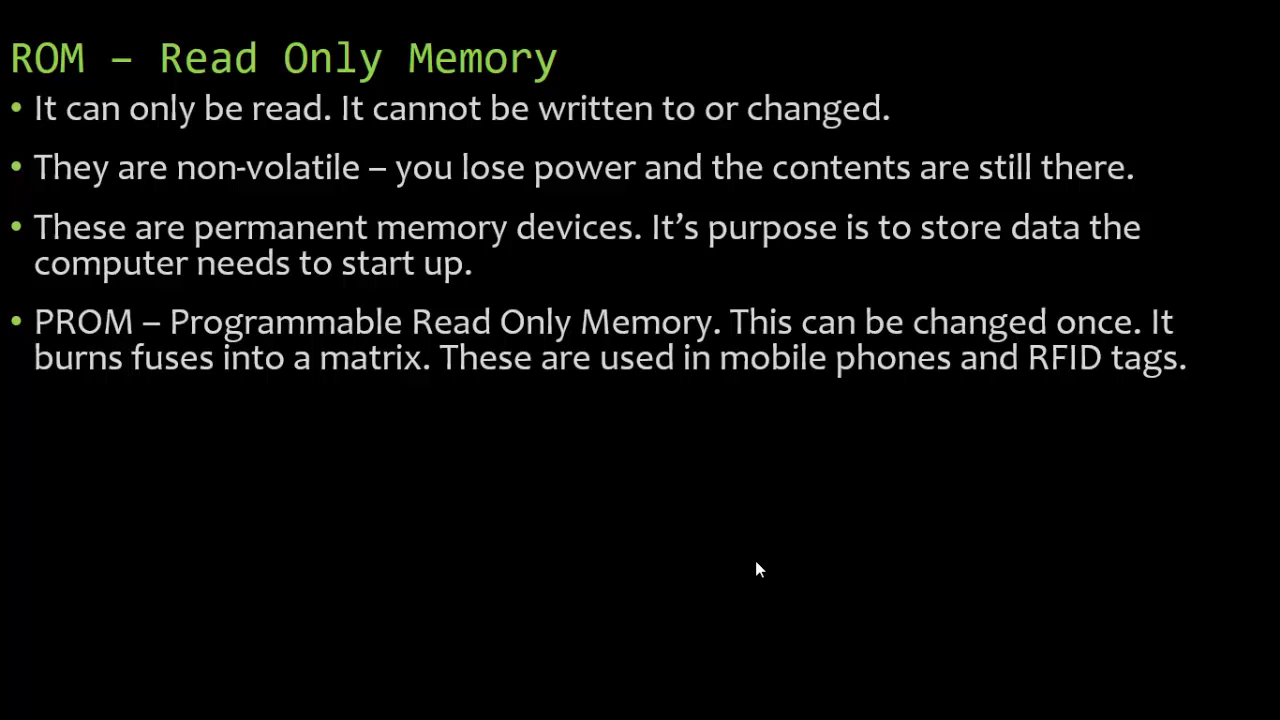 ROM – Read Only Memory
• It can only be read. It cannot be written to or changed.
• They are non-volatile – you lose power and the contents are still there.
• These are permanent memory devices. It’s purpose is to store data the
computer needs to start up.
• PROM – Programmable Read Only Memory. This can be changed once. It
burns fuses into a matrix. These are used in mobile phones and RFID tags.